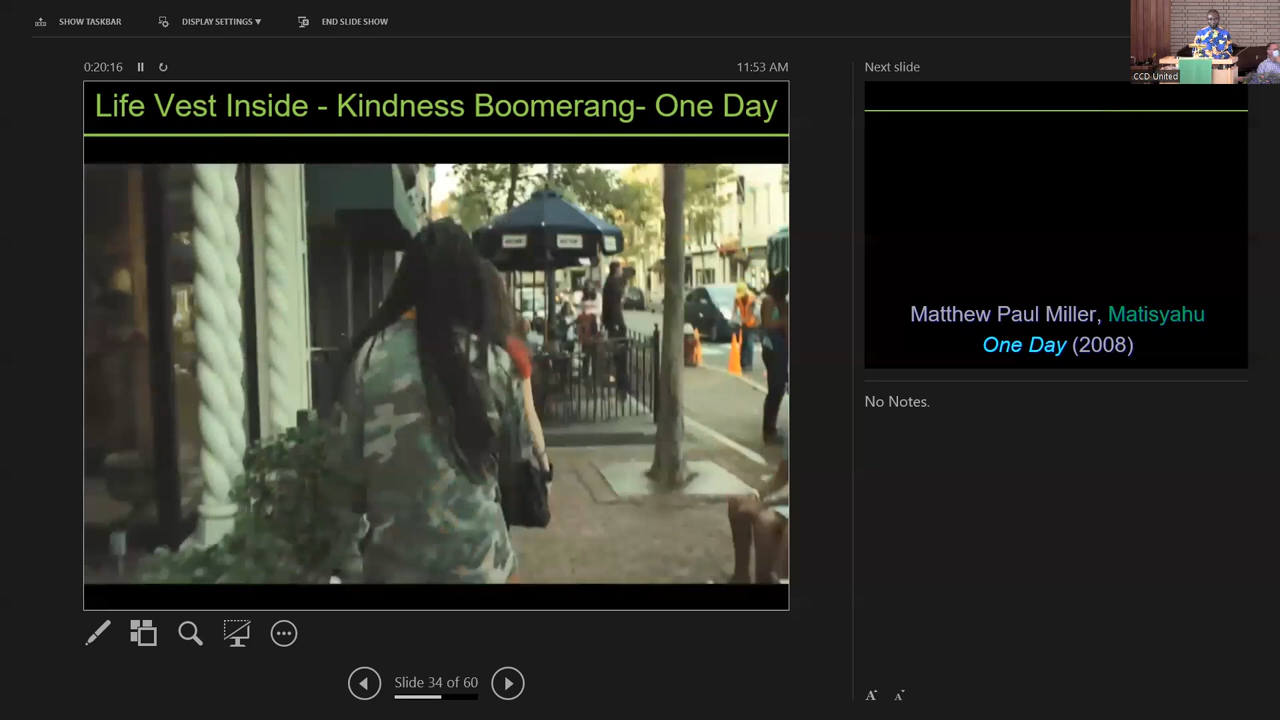 SHOW TASKBAR
DISPLAY SETTINGS ▼
END SLIDE SHOW
0:20:16
11:53 AM
Next slide
CCD United
Life Vest Inside - Kindness Boomerang- One Day
Matthew Paul Miller, Matisyahu
One Day (2008)
No Notes.
Slide 34 of 60
A
A